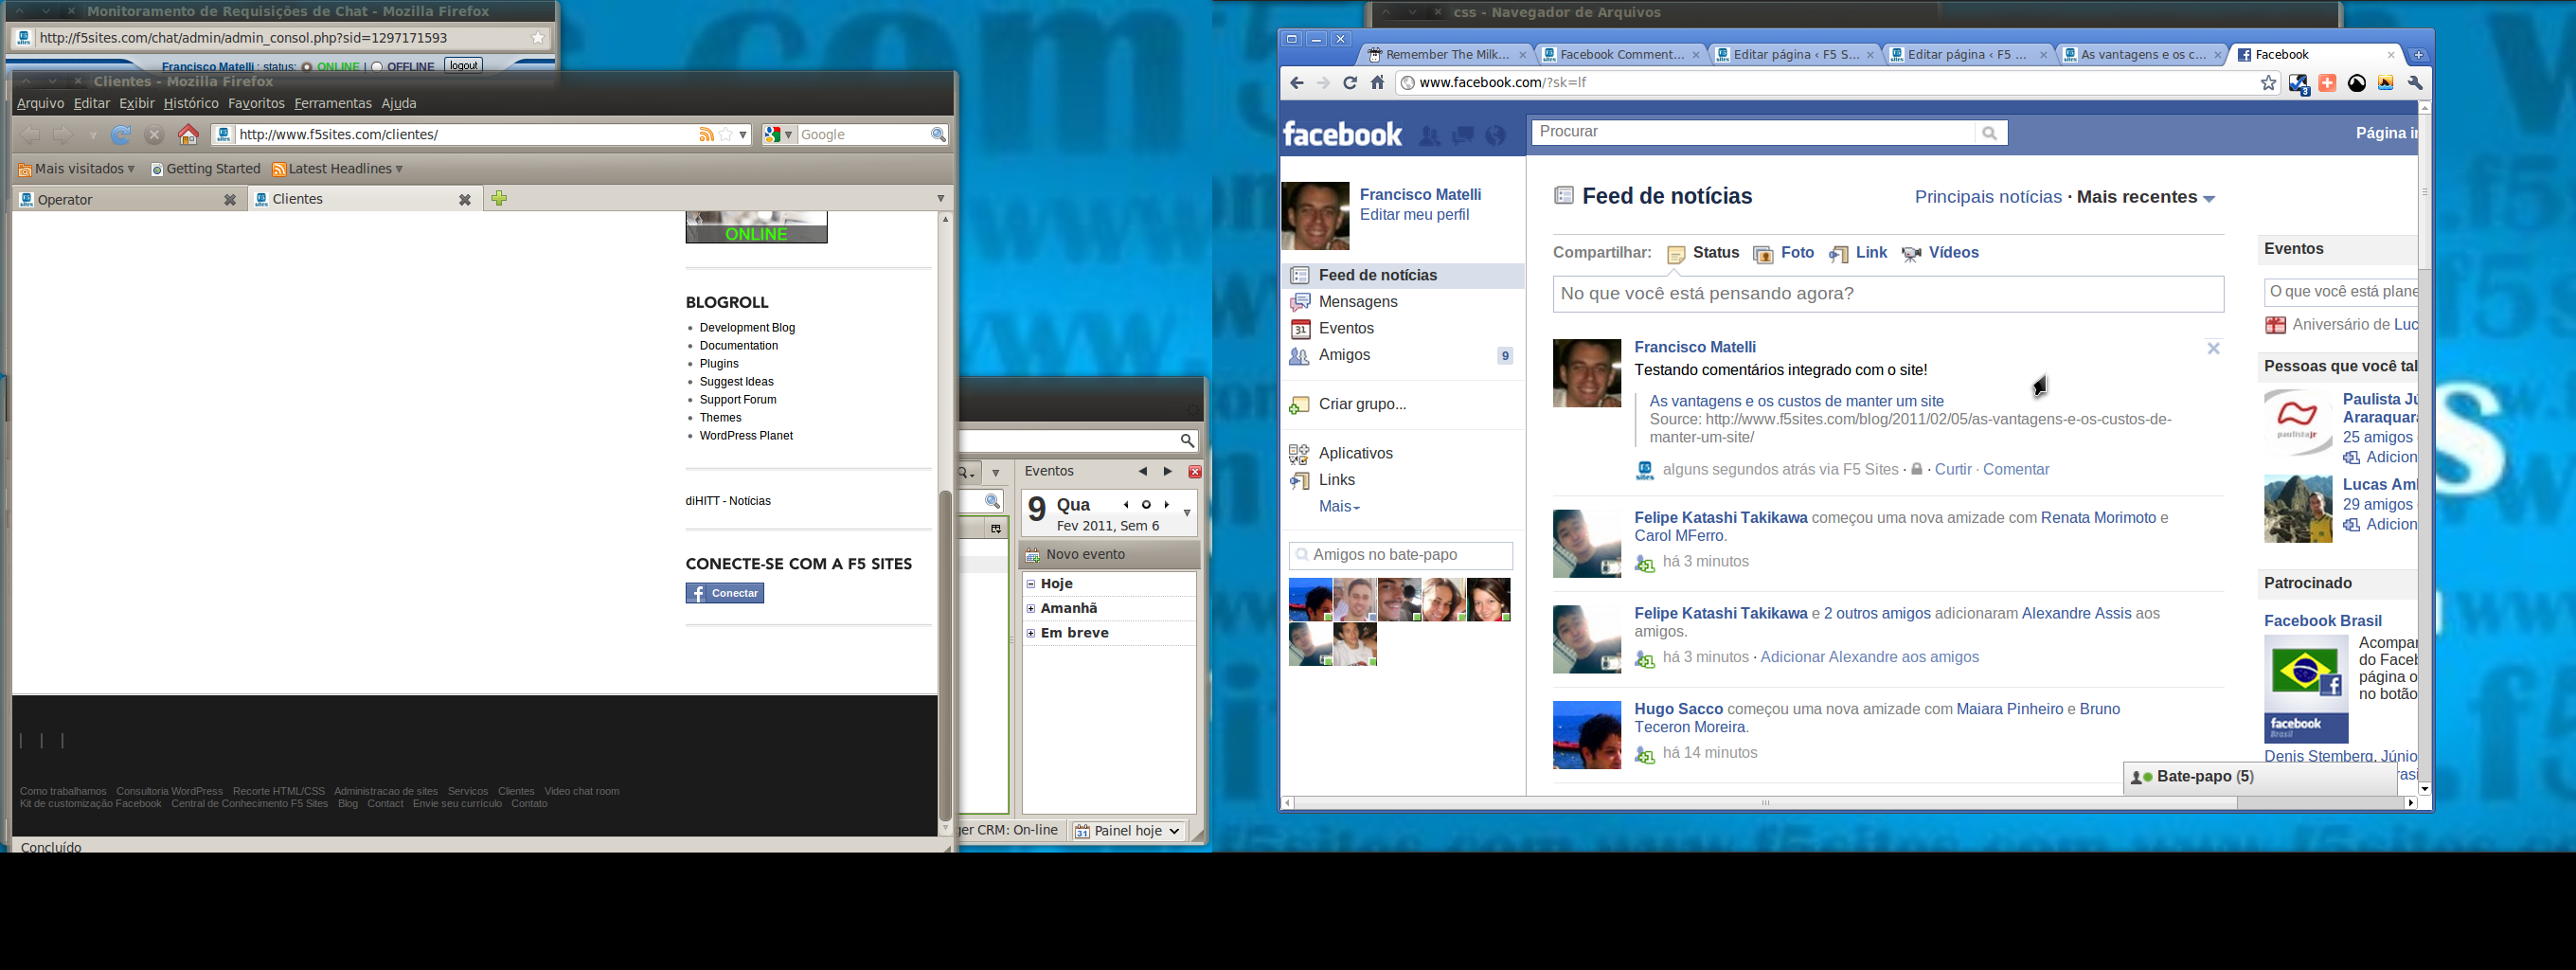 Monitoramento de Requisições de Chat - Mozilla Firefox
http://f5sites.com/chat/admin/admin_consol.php?sid=1297171593
Francisco Matelli : status: ONLINE | OFFLINE logout
Clientes - Mozilla Firefox
Arquivo Editar Exibir Histórico Favoritos Ferramentas Ajuda
http://www.f5sites.com/clientes/
Google
Mais visitados Getting Started Latest Headlines
Operator Clientes
ONLINE
BLOGROLL
Development Blog
Documentation
Plugins
Suggest Ideas
Support Forum
Themes
WordPress Planet
diHITT - Notícias
CONECTE-SE COM A F5 SITES
Conectar
| | |
Como trabalhamos Consultoria WordPress Recorte HTML/CSS Administracao de sites Servicos Clientes Video chat room
Kit de customização Facebook Central de Conhecimento F5 Sites Blog Contact Envie seu currículo Contato
Concluído
Eventos
9 Qua
Fev 2011, Sem 6
Novo evento
Hoje
Amanhã
Em breve
ger CRM: On-line 31 Painel hoje
css - Navegador de Arquivos
Remember The Milk... Facebook Comment... Editar página ‹ F5 S... Editar página ‹ F5 ... As vantagens e os c... Facebook
www.facebook.com/?sk=lf
3
facebook
Procurar
Página in
Francisco Matelli
Editar meu perfil
Feed de notícias
Mensagens
31 Eventos
Amigos 9
Criar grupo...
Aplicativos
Links
Mais
Amigos no bate-papo
Feed de notícias
Principais notícias · Mais recentes
Compartilhar: Status Foto Link Vídeos
No que você está pensando agora?
Francisco Matelli
Testando comentários integrado com o site!
As vantagens e os custos de manter um site
Source: http://www.f5sites.com/blog/2011/02/05/as-vantagens-e-os-custos-de-
manter-um-site/
alguns segundos atrás via F5 Sites · Curtir · Comentar
Felipe Katashi Takikawa começou uma nova amizade com Renata Morimoto e
Carol MFerro.
há 3 minutos
Felipe Katashi Takikawa e 2 outros amigos adicionaram Alexandre Assis aos
amigos.
há 3 minutos · Adicionar Alexandre aos amigos
Hugo Sacco começou uma nova amizade com Maiara Pinheiro e Bruno
Teceron Moreira.
há 14 minutos
Eventos
O que você está plane
Aniversário de Luc
Pessoas que você tal
paulistajr
Paulista Jú
Araraquar
25 amigos
Adicion
Lucas Aml
29 amigos
Adicion
Patrocinado
Facebook Brasil
facebook
Brasil
Acompan
do Faceb
página o
no botão
Denis Stemberg, Júnio
Bate-papo (5)